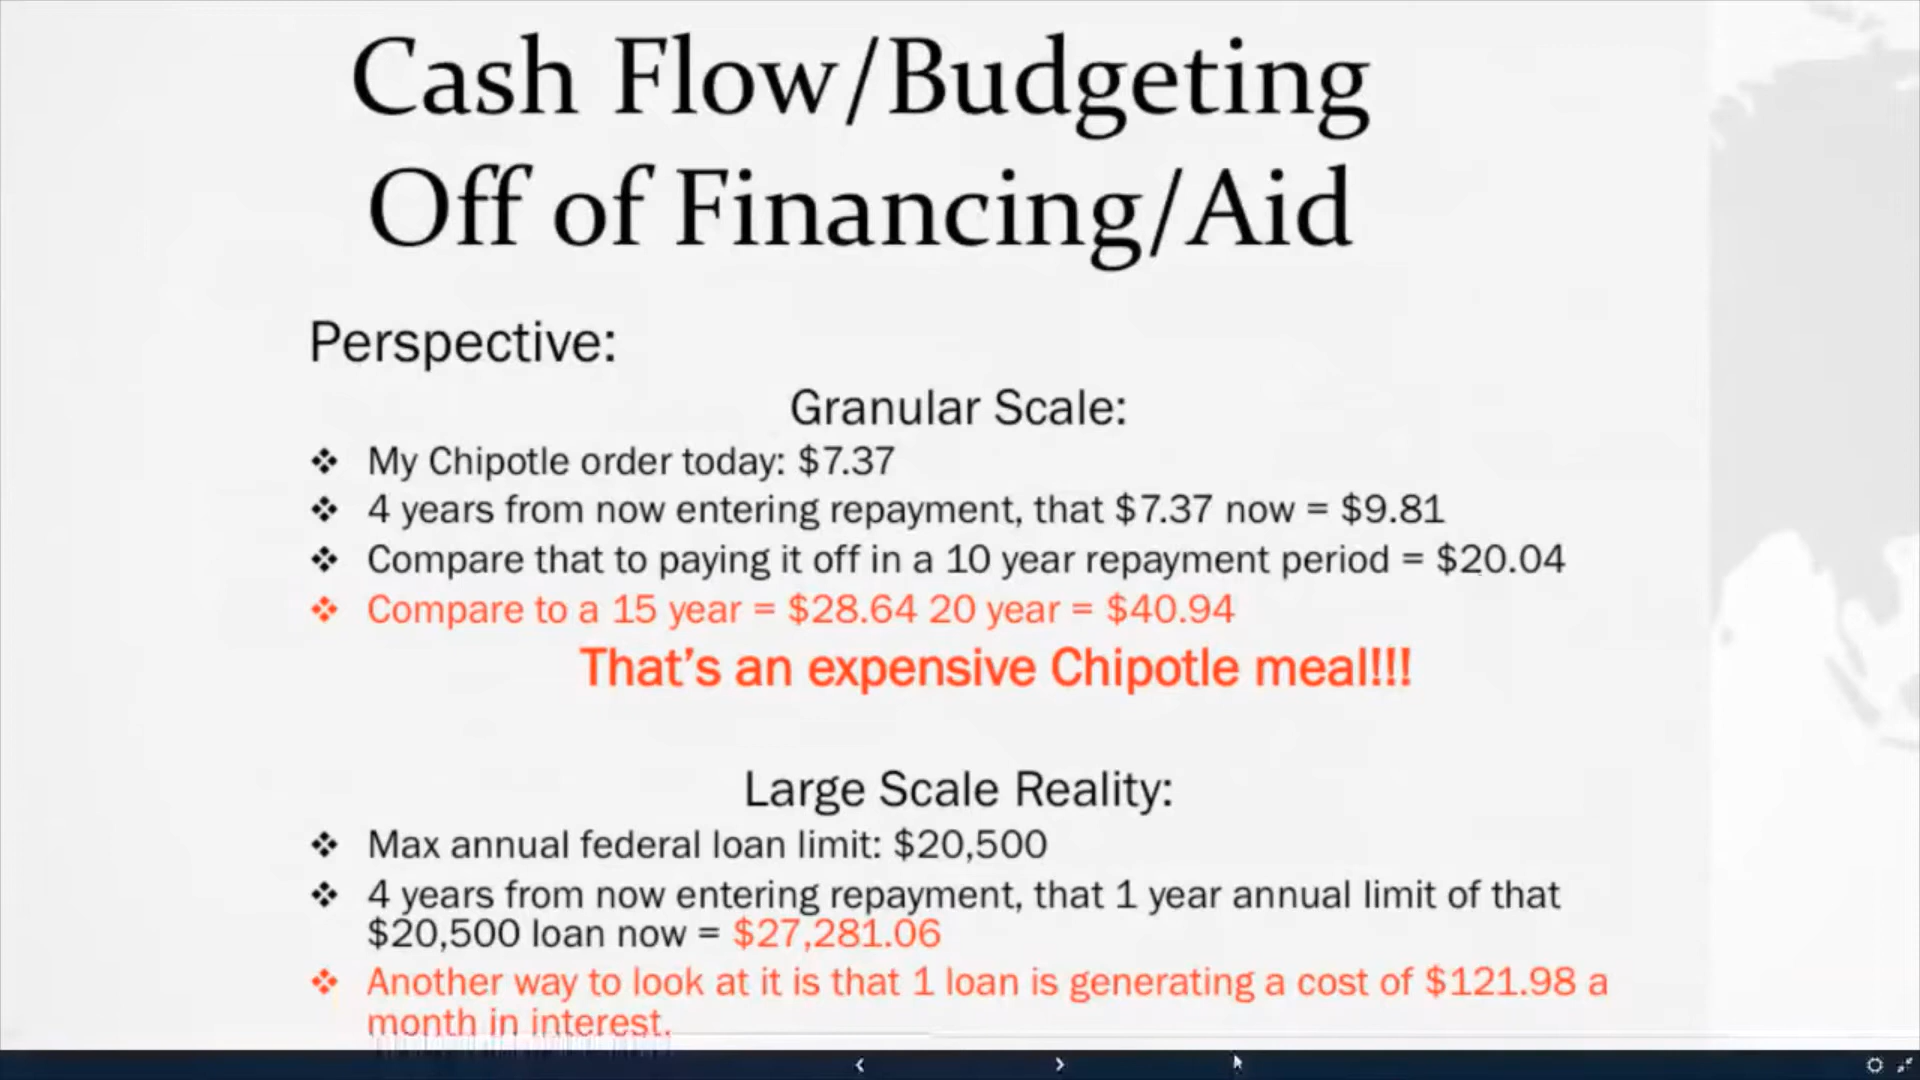 Cash Flow/Budgeting
Off of Financing/Aid
Perspective:
Granular Scale:
❖ My Chipotle order today: $7.37
❖ 4 years from now entering repayment, that $7.37 now = $9.81
❖ Compare that to paying it off in a 10 year repayment period = $20.04
❖ Compare to a 15 year = $28.64 20 year = $40.94
That's an expensive Chipotle meal!!!
Large Scale Reality:
❖ Max annual federal loan limit: $20,500
❖ 4 years from now entering repayment, that 1 year annual limit of that
$20,500 loan now = $27,281.06
❖ Another way to look at it is that 1 loan is generating a cost of $121.98 a
month in interest.